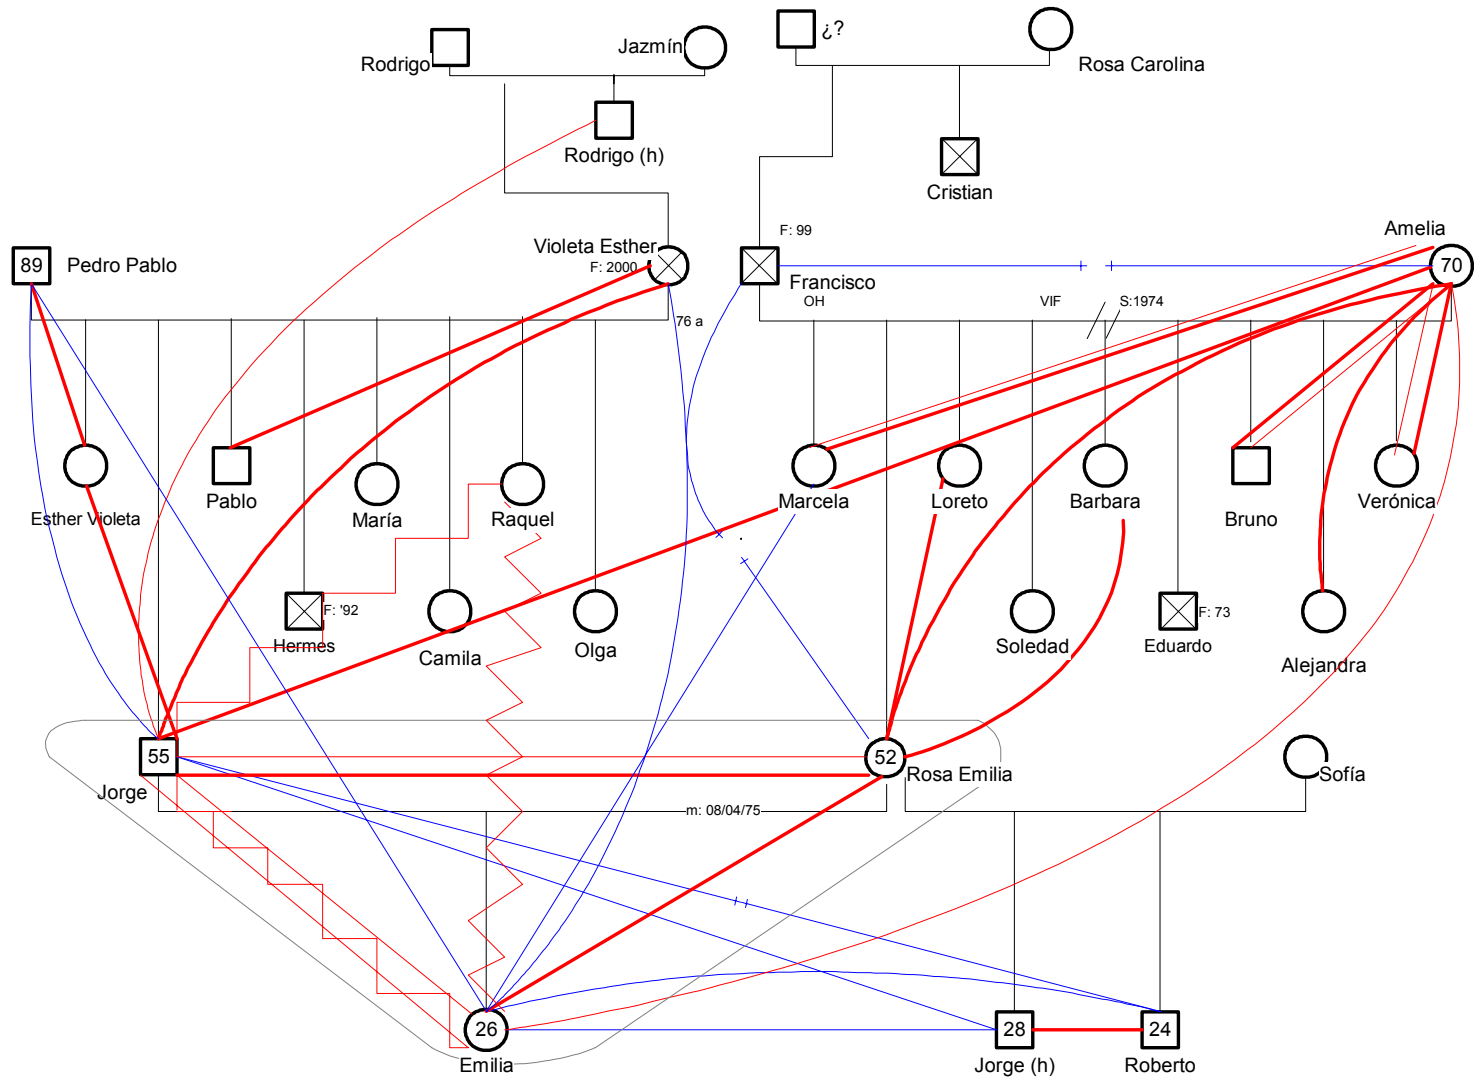 ¿?
Jazmín
Rodrigo
Rosa Carolina
Rodrigo (h)
Cristian
F: 99
Amelia
Violeta Esther
89
Pedro Pablo
F: 2000
70
Francisco
OH
VIF
S:1974
76 a
Esther Violeta
Pablo
María
Raquel
Marcela
Loreto
Barbara
Bruno
Verónica
F: '92
F: 73
Hermes
Camila
Olga
Soledad
Eduardo
Alejandra
55
52
Rosa Emilia
Sofía
Jorge
m: 08/04/75
26
28
24
Emilia
Jorge (h)
Roberto